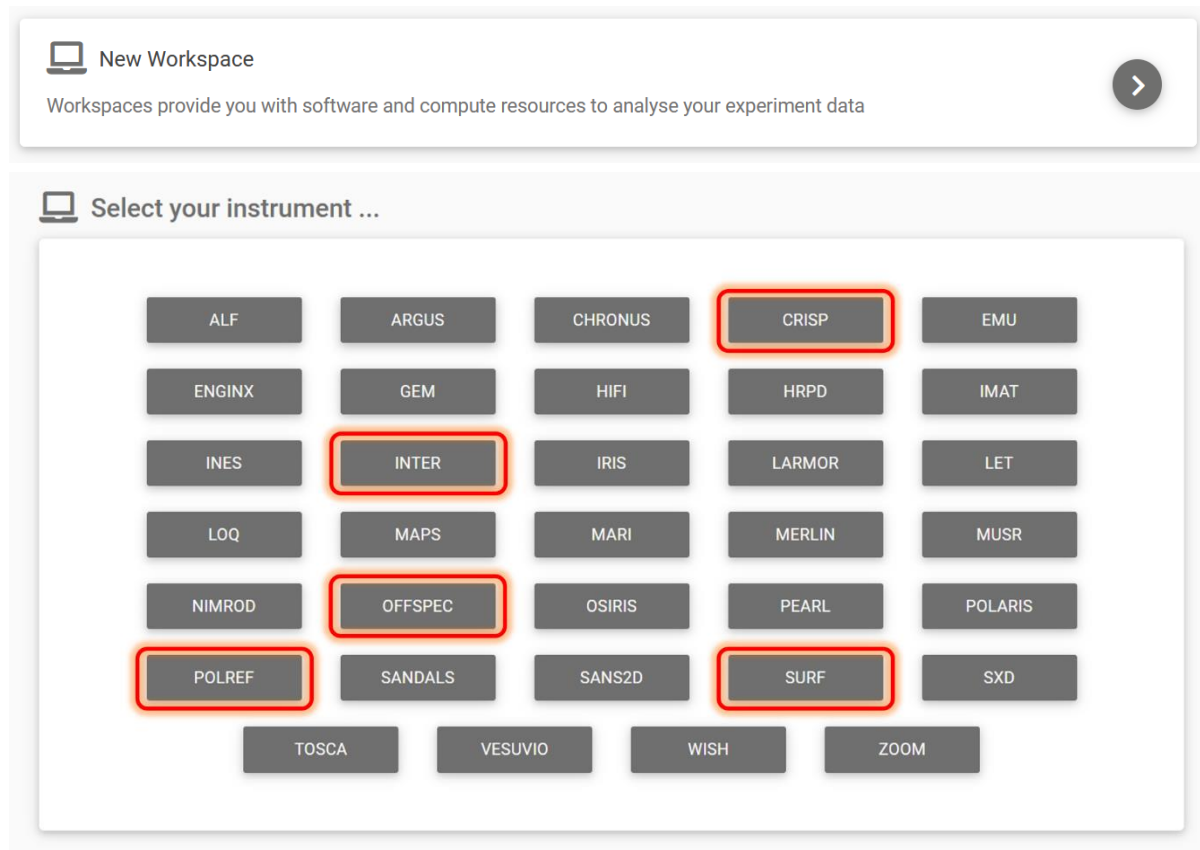 New Workspace
Workspaces provide you with software and compute resources to analyse your experiment data
Select your instrument ...
ALF ARGUS CHRONUS CRISP EMU
ENGINX GEM HIFI HRPD IMAT
INES INTER IRIS LARMOR LET
LOQ MAPS MARI MERLIN MUSR
NIMROD OFFSPEC OSIRIS PEARL POLARIS
POLREF SANDALS SANS2D SURF SXD
TOSCA VESUVIO WISH ZOOM